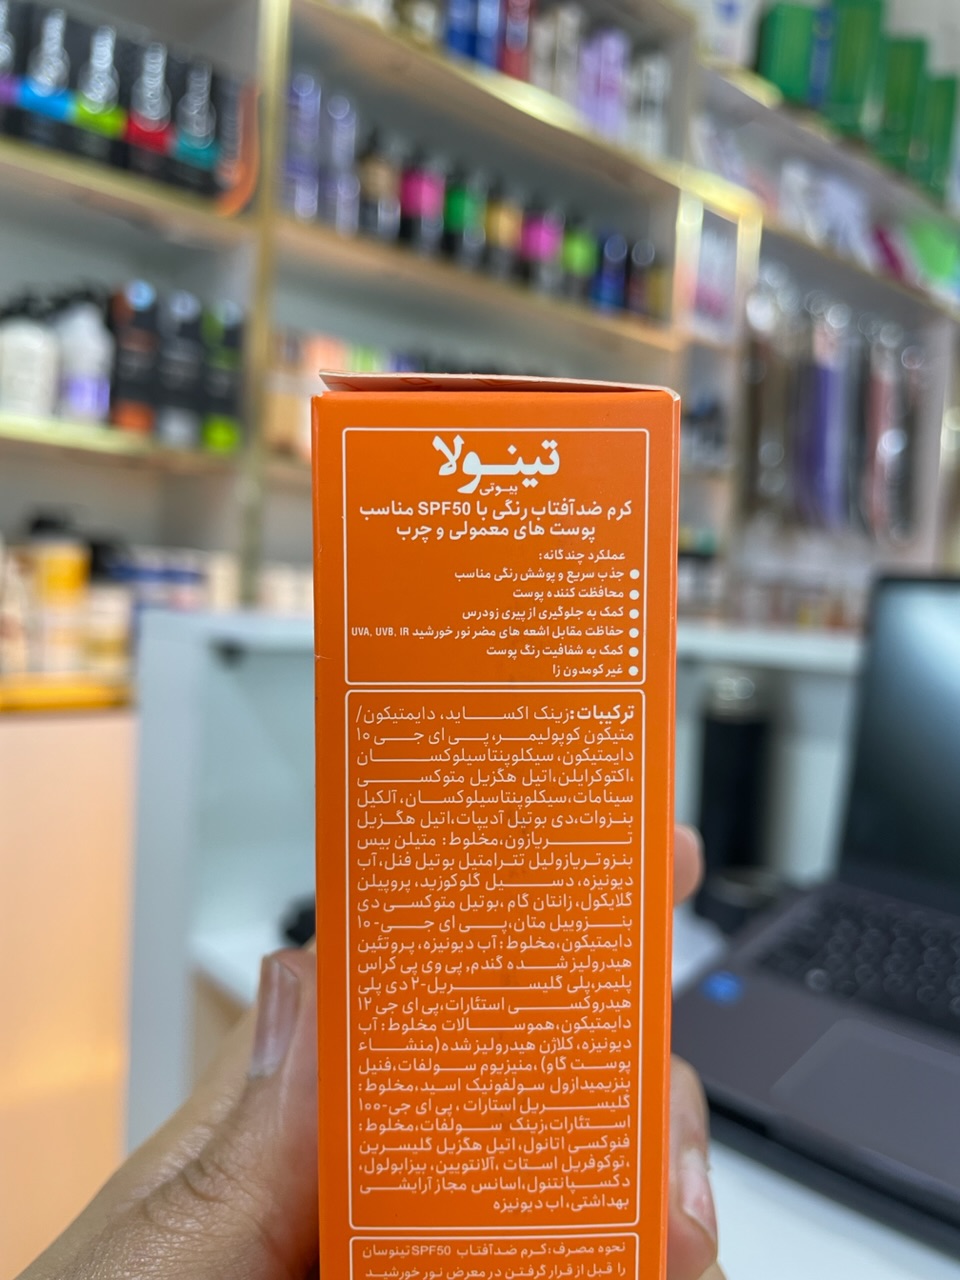 تینولا
بیوتی
کرم ضدآفتاب رنگی با SPF50 مناسب
پوست های معمولی و چرب
عملکرد چندگانه:
جذب سریع و پوشش رنگی مناسب
محافظت کننده پوست
کمک به جلوگیری از پیری زودرس
حفاظت مقابل اشعه های مضر نور خورشید UVA, UVB, IR
کمک به شفافیت رنگ پوست
غیر کومدون زا
ترکیبات: زینک اکساید، دایمتیکون/
متیکون کوپولیمر، پی ای جی ۱۰
دایمتیکون، سیکلوپنتاسیلوکسان
،اکتوکرایلن،اتیل هگزیل متوکسی
سینامات،سیکلوپنتاسیلوکسان، آلکیل
بنزوات،دی بوتیل آدیپات،اتیل هگزیل
تریازون،مخلوط: متیلن بیس
بنزوتریازولیل تترامتیل بوتیل فنل، آب
دیونیزه، دسیل گلوکوزید، پروپیلن
گلایکول، زانتان گام ،بوتیل متوکسی دی
بنزوییل متان،پی ای جی-۱۰
دایمتیکون،مخلوط: آب دیونیزه، پروتئین
هیدرولیز شده گندم, پی وی پی کراس
پلیمر،پلی گلیسریل-۲ دی پلی
هیدروکسی استئارات،پی ای جی ۱۲
دایمتیکون،هموسالات مخلوط: آب
دیونیزه، کلاژن هیدرولیز شده (منشاء
پوست گاو) ،منیزیوم سولفات، فنیل
بنزیمیدازول سولفونیک اسید،مخلوط:
گلیسریل استارات ، پی ای جی-۱۰۰
استئارات،زینک سولفات،مخلوط:
فنوکسی اتانول، اتیل هگزیل گلیسرین
،توکوفریل استات ،آلانتویین، بیزابولول،
دکسپانتنول،اسانس مجاز آرایشی
بهداشتی، اب دیونیزه
نحوه مصرف: کرم ضدآفتاب SPF50 تینوسان
را قبل از قرار گرفتن در معرض نور خورشید